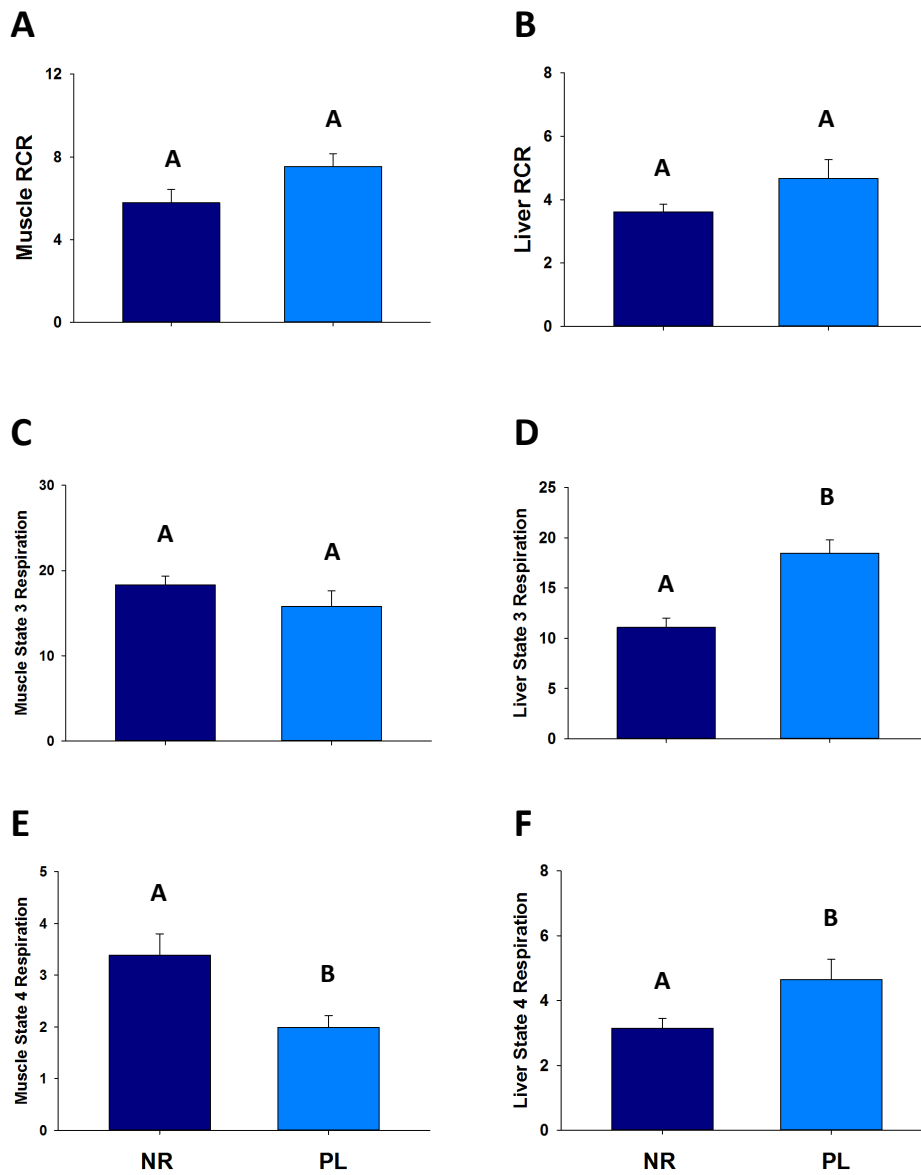 A
Muscle RCR
12
8
4
0
A
A
B
Liver RCR
8
6
4
2
0
A
A
C
Muscle State 3 Respiration
30
20
10
0
A
A
D
Liver State 3 Respiration
25
20
15
10
5
0
A
B
E
Muscle State 4 Respiration
5
4
3
2
1
0
A
B
NR
PL
F
Liver State 4 Respiration
8
6
4
2
0
A
B
NR
PL